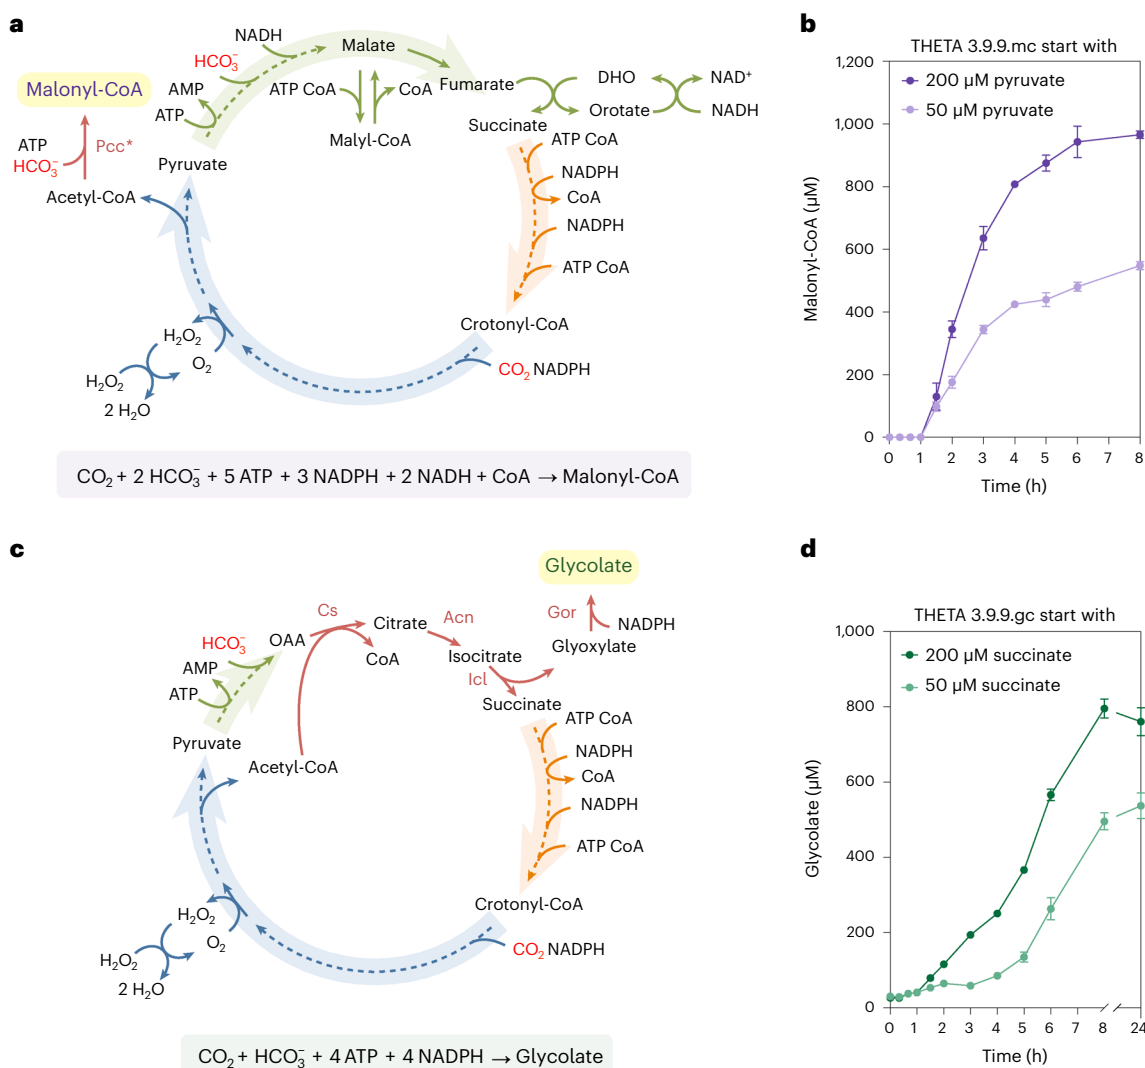 a
NADH
HCO₃⁻
Malate
Malonyl-CoA
AMP
ATP
ATP CoA
CoA
Fumarate
DHO
NAD⁺
Orotate
NADH
Malyl-CoA
Succinate
ATP CoA
ATP
HCO₃⁻
Pcc*
Pyruvate
NADPH
CoA
Acetyl-CoA
NADPH
ATP CoA
Crotonyl-CoA
H₂O₂
O₂
CO₂ NADPH
H₂O₂
2 H₂O
CO₂ + 2 HCO₃⁻ + 5 ATP + 3 NADPH + 2 NADH + CoA → Malonyl-CoA
b
THETA 3.9.9.mc start with
200 µM pyruvate
50 µM pyruvate
Malonyl-CoA (µM)
1,200
1,000
800
600
400
200
0
0 1 2 3 4 5 6 7 8
Time (h)
c
Glycolate
Gor
NADPH
Glyoxylate
Cs
Citrate
Acn
HCO₃⁻
OAA
CoA
Isocitrate
AMP
Icl
ATP
Succinate
ATP CoA
Pyruvate
NADPH
Acetyl-CoA
CoA
NADPH
ATP CoA
Crotonyl-CoA
H₂O₂
O₂
CO₂ NADPH
H₂O₂
2 H₂O
CO₂ + HCO₃⁻ + 4 ATP + 4 NADPH → Glycolate
d
THETA 3.9.9.gc start with
200 µM succinate
50 µM succinate
Glycolate (µM)
1,000
800
600
400
200
0
0 1 2 3 4 5 6 7 8 24
Time (h)